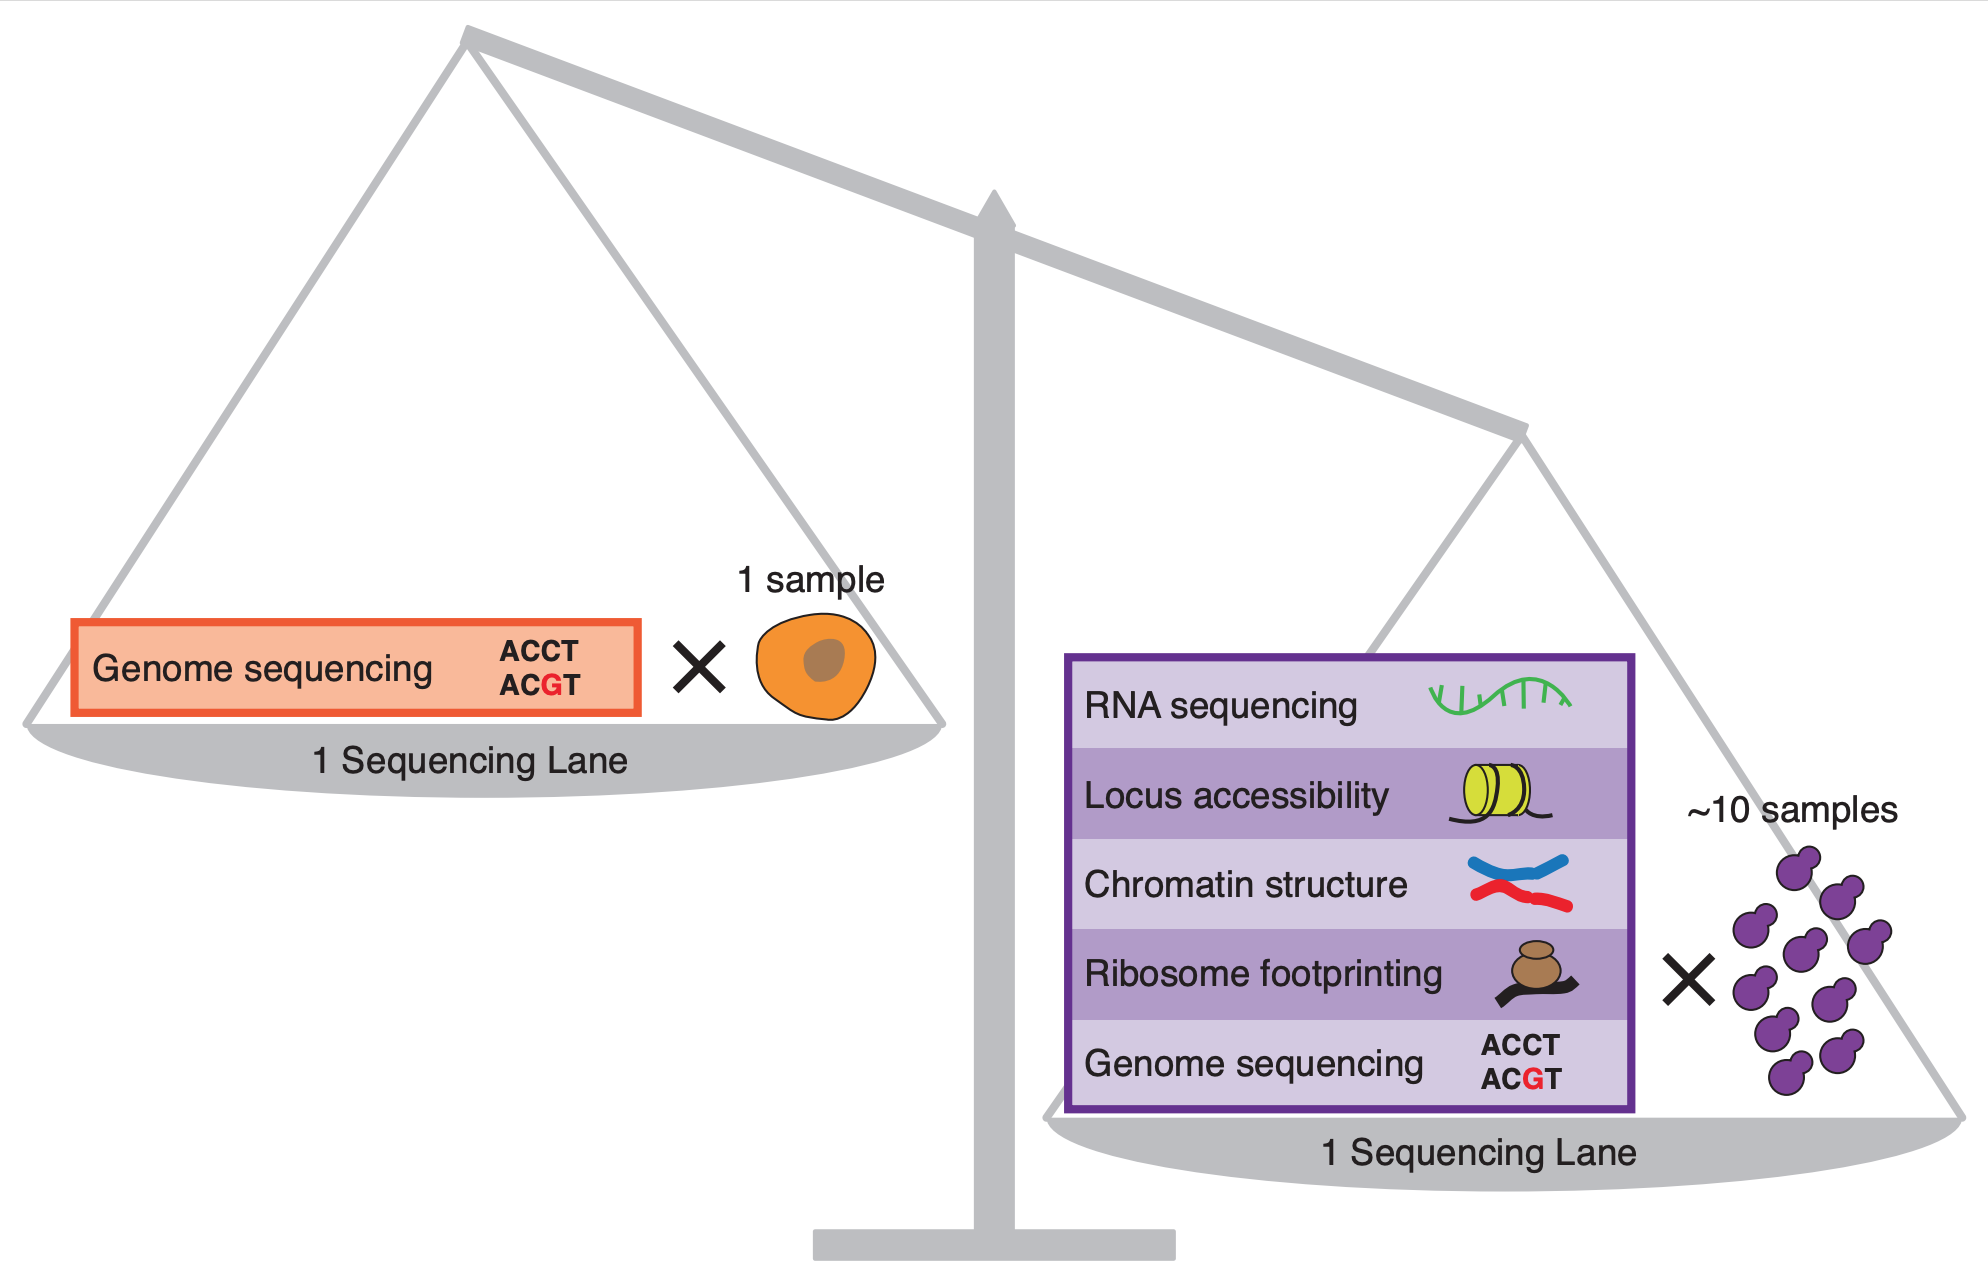 1 sample
Genome sequencing
ACCT
ACGT
1 Sequencing Lane
RNA sequencing
Locus accessibility
Chromatin structure
Ribosome footprinting
Genome sequencing
ACCT
ACGT
~10 samples
1 Sequencing Lane